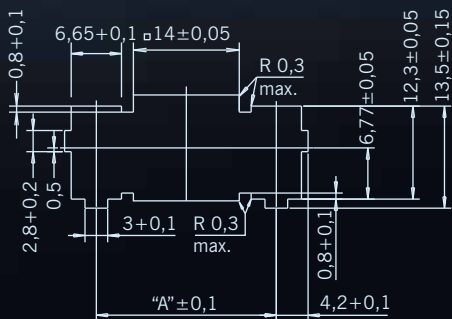 0,8+0,1
6,65+0,1
□14±0,05
R 0,3
max.
6,77±0,05
12,3±0,05
13,5±0,15
2,8+0,2
0,5
3+0,1
R 0,3
max.
0,8+0,1
"A"±0,1
4,2+0,1